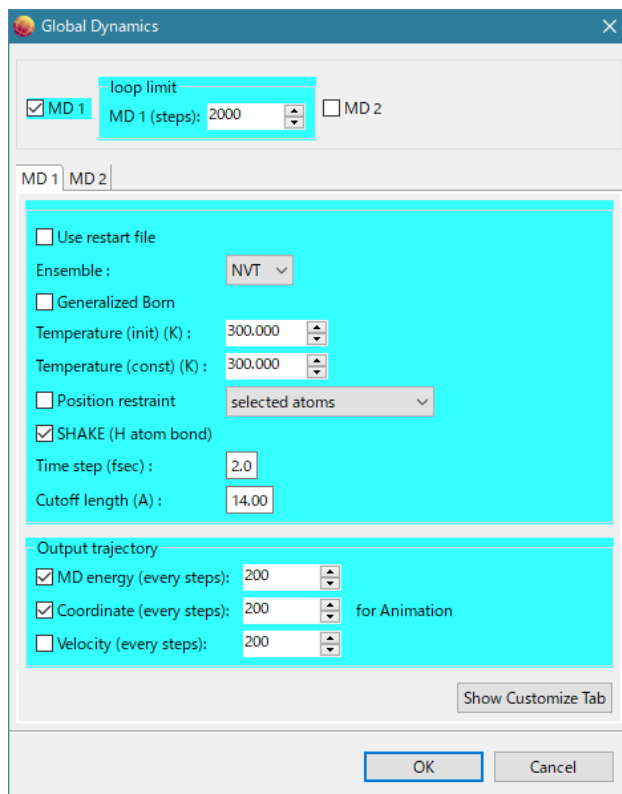 Global Dynamics
loop limit
MD 1 MD 1 (steps): 2000 MD 2
MD 1 MD 2
Use restart file
Ensemble : NVT
Generalized Born
Temperature (init) (K) : 300.000
Temperature (const) (K) : 300.000
Position restraint selected atoms
SHAKE (H atom bond)
Time step (fsec) : 2.0
Cutoff length (A) : 14.00
Output trajectory
MD energy (every steps): 200
Coordinate (every steps): 200 for Animation
Velocity (every steps): 200
Show Customize Tab
OK Cancel